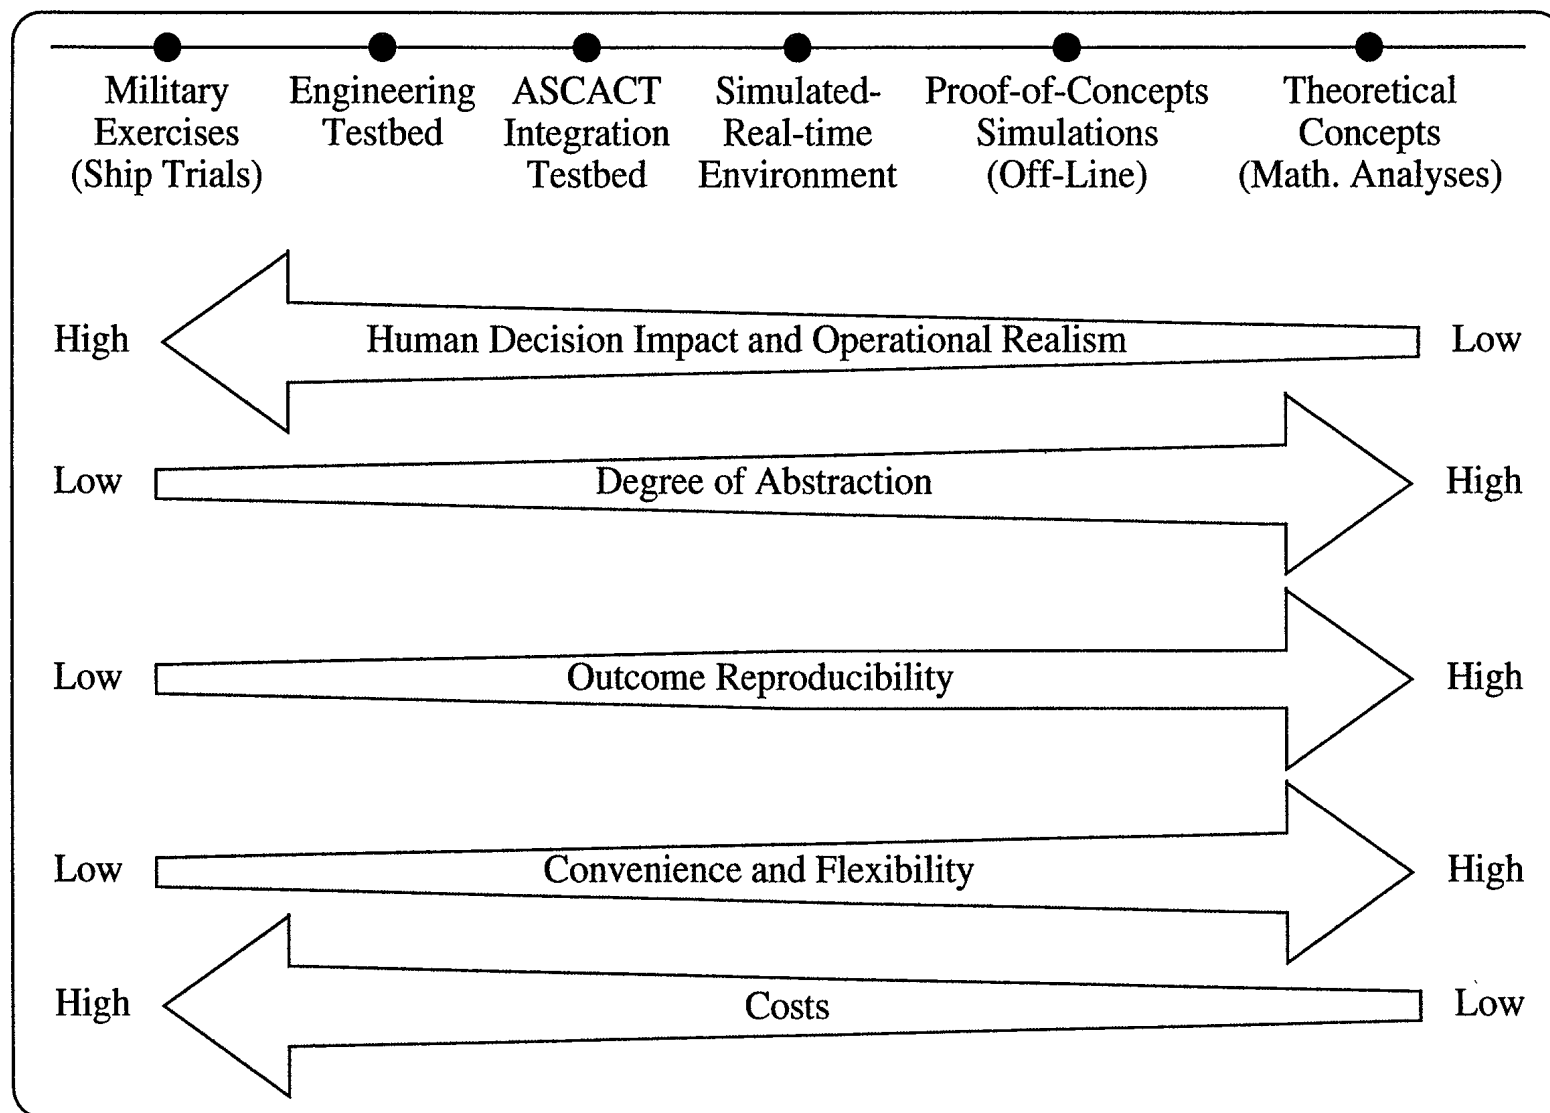 Military
Exercises
(Ship Trials)
Engineering
Testbed
ASCACT
Integration
Testbed
Simulated-
Real-time
Environment
Proof-of-Concepts
Simulations
(Off-Line)
Theoretical
Concepts
(Math. Analyses)
High Human Decision Impact and Operational Realism Low
Low Degree of Abstraction High
Low Outcome Reproducibility High
Low Convenience and Flexibility High
High Costs Low